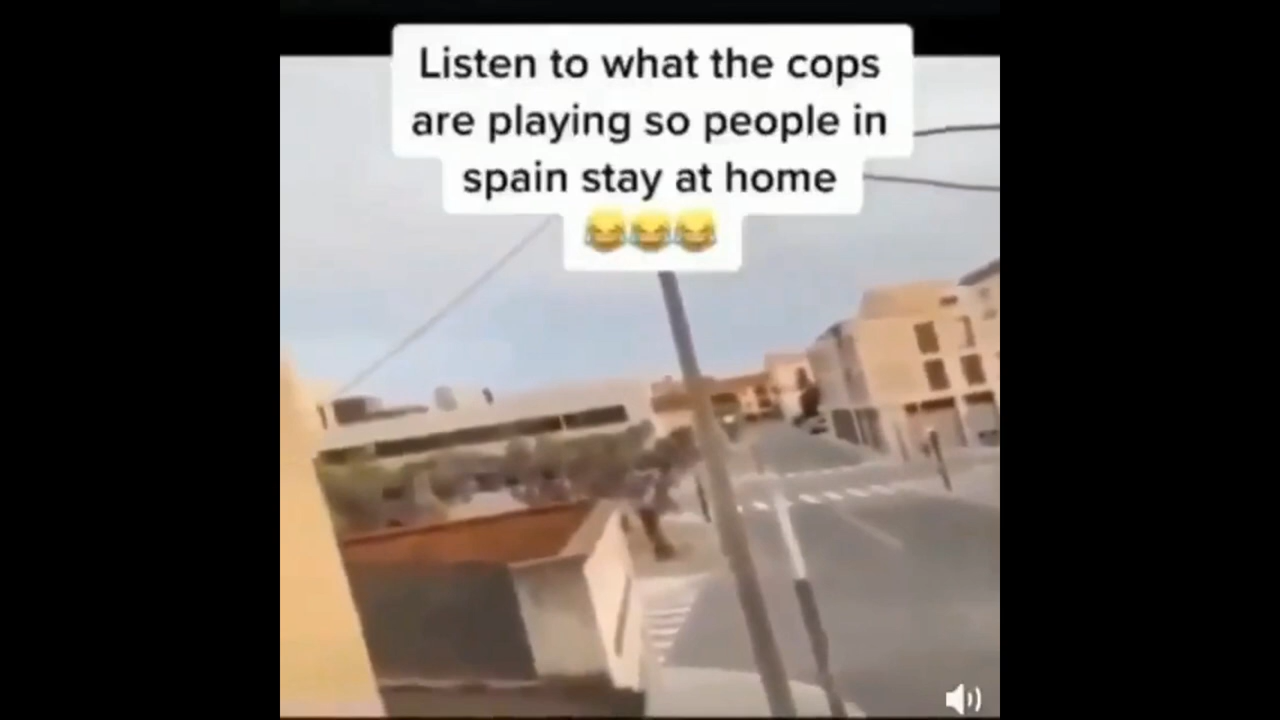 Listen to what the cops
are playing so people in
spain stay at home
😂😂😂